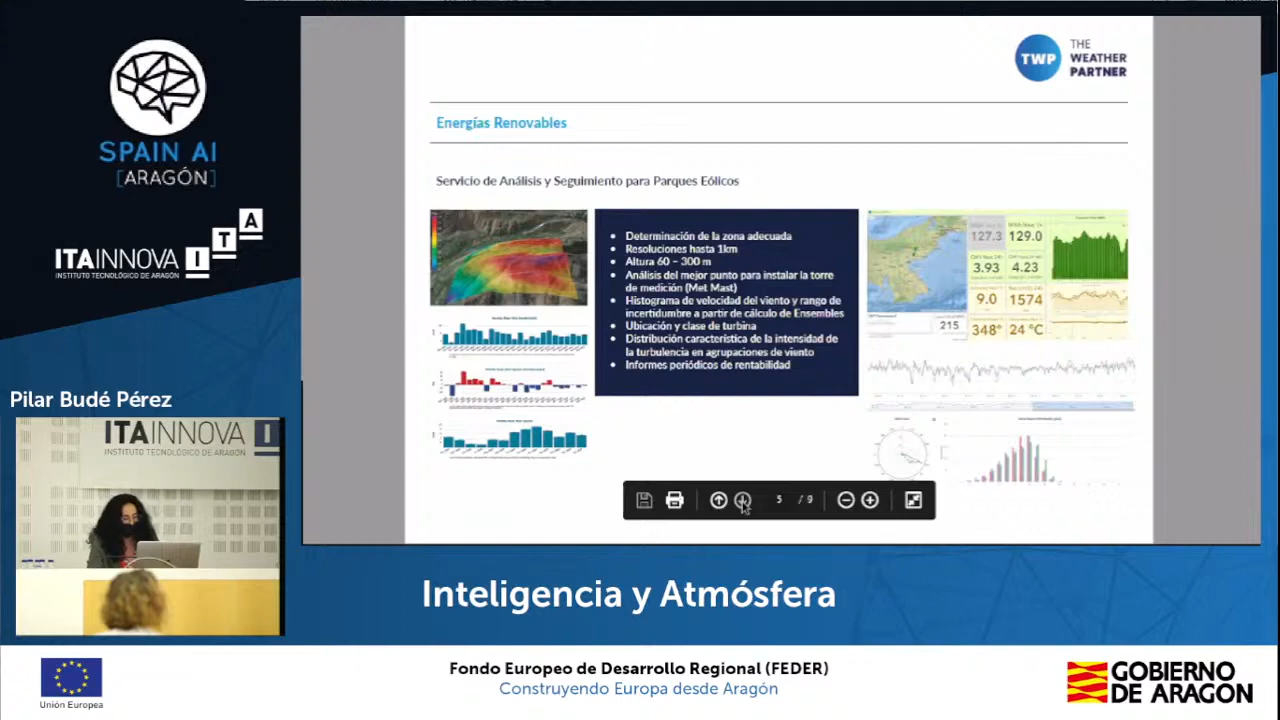 SPAIN AI
[ARAGÓN]
ITAINNOVA
INSTITUTO TECNOLÓGICO DE ARAGÓN
I T A
Pilar Budé Pérez
ITAINNOVA I
INSTITUTO TECNOLÓGICO DE ARAGÓN
TWP
THE
WEATHER
PARTNER
Energías Renovables
Servicio de Análisis y Seguimiento para Parques Eólicos
• Determinación de la zona adecuada
• Resoluciones hasta 1km
• Altura 60 – 300 m
• Análisis del mejor punto para instalar la torre
de medición (Met Mast)
• Histograma de velocidad del viento y rango de
incertidumbre a partir de cálculo de Ensembles
• Ubicación y clase de turbina
• Distribución característica de la intensidad de
la turbulencia en agrupaciones de viento
• Informes periódicos de rentabilidad
127.3 129.0
3.93 4.23
9.0 1574
215
348° 24 °C
5 / 9
Inteligencia y Atmósfera
Unión Europea
Fondo Europeo de Desarrollo Regional (FEDER)
Construyendo Europa desde Aragón
GOBIERNO
DE ARAGON